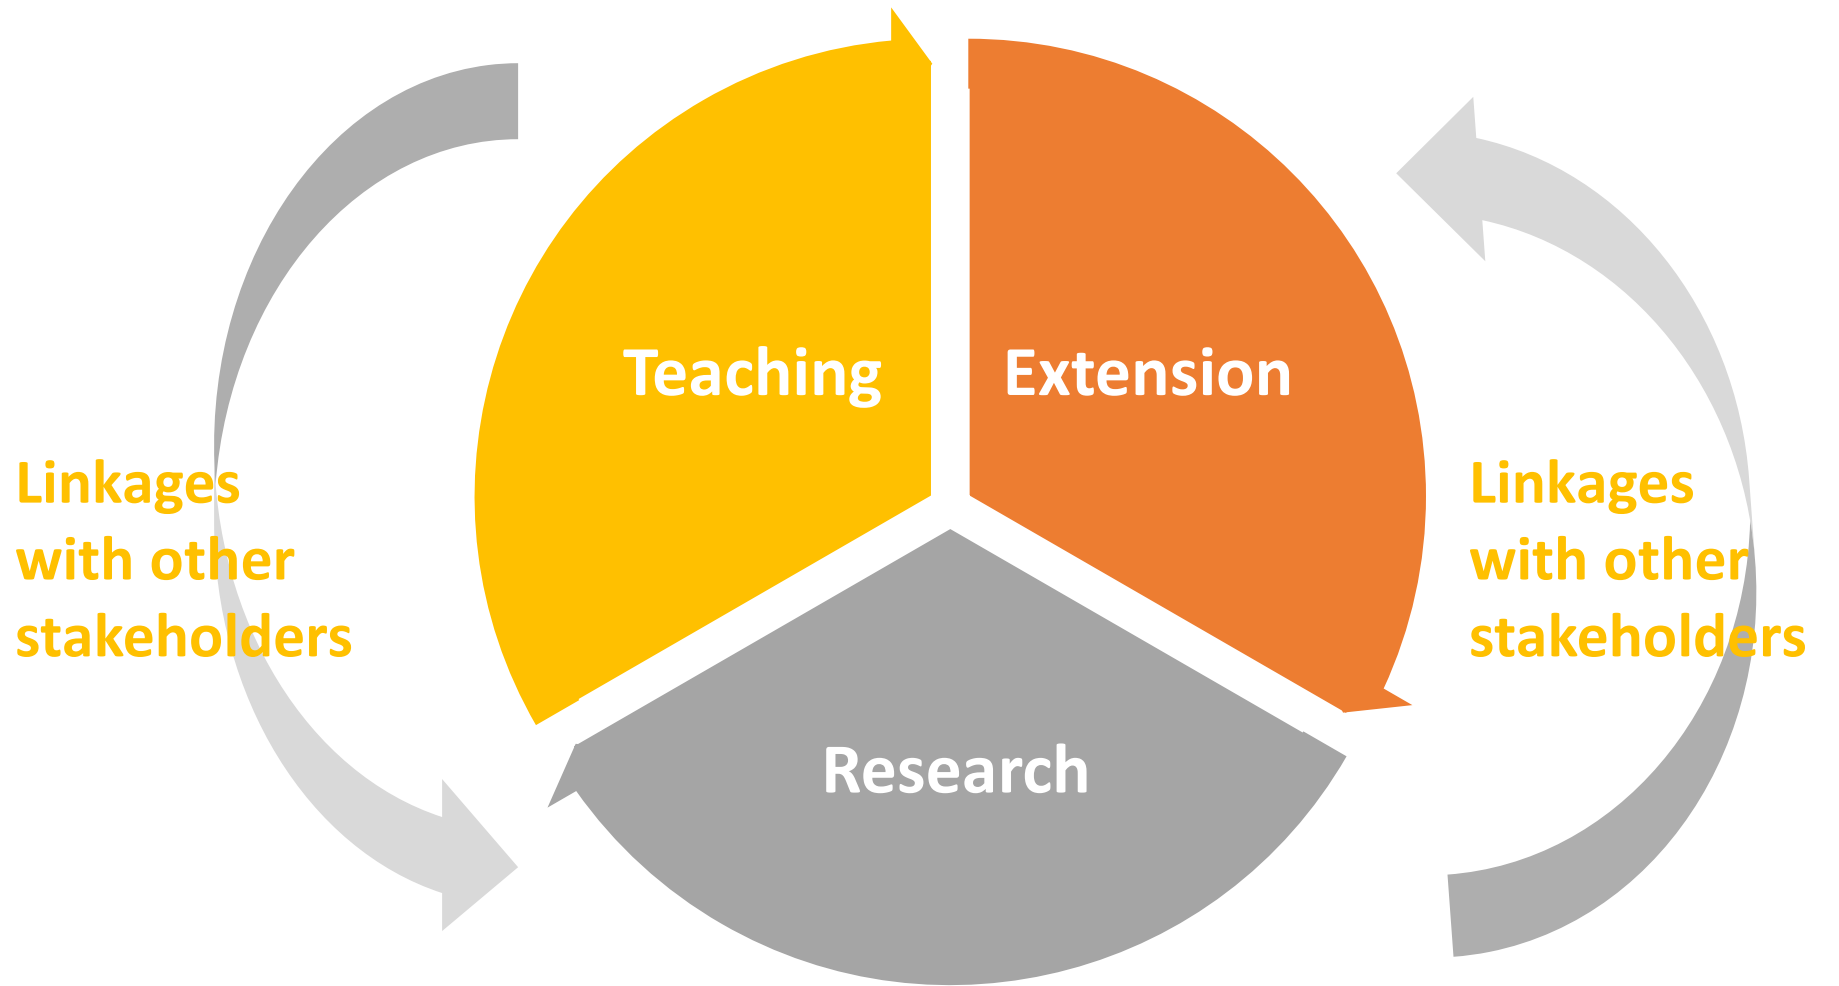 Teaching
Extension
Linkages
with other
stakeholders
Linkages
with other
stakeholders
Research